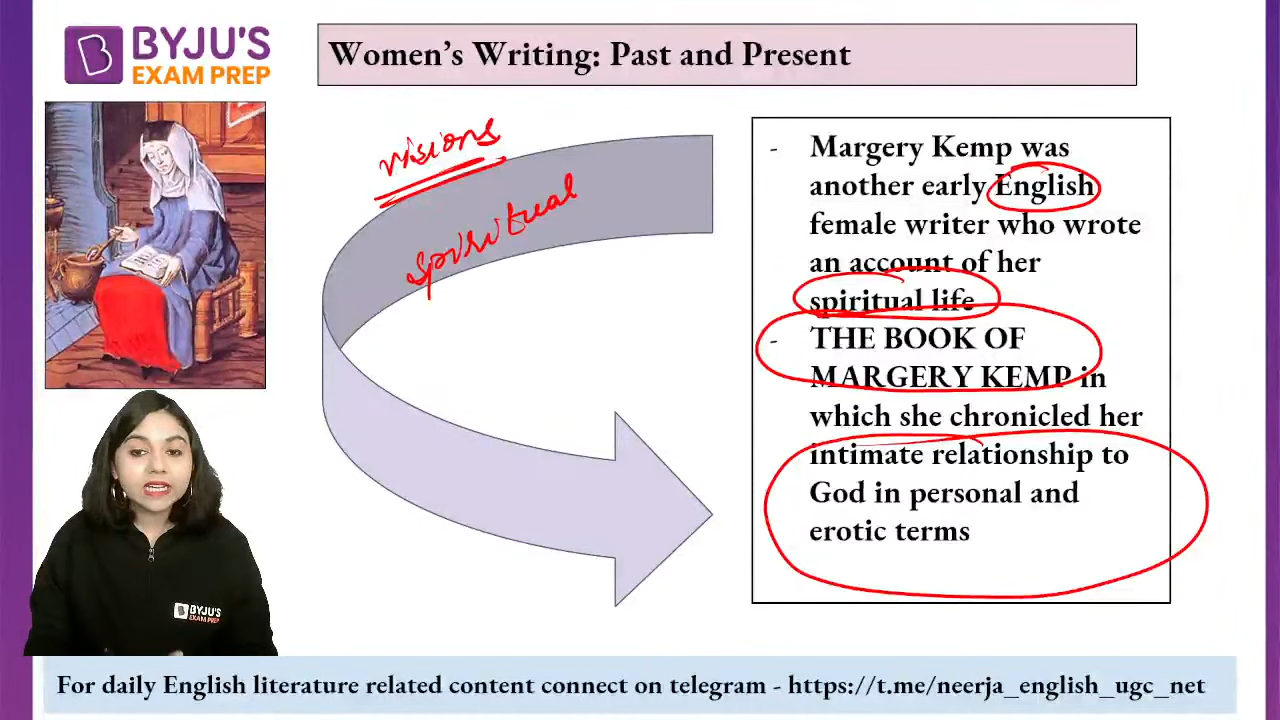 BYJU'S
EXAM PREP
Women's Writing: Past and Present
visions
spiritual
- Margery Kemp was
another early English
female writer who wrote
an account of her
spiritual life
- THE BOOK OF
MARGERY KEMP in
which she chronicled her
intimate relationship to
God in personal and
erotic terms
BYJU'S
EXAM PREP
For daily English literature related content connect on telegram - https://t.me/neerja_english_ugc_net